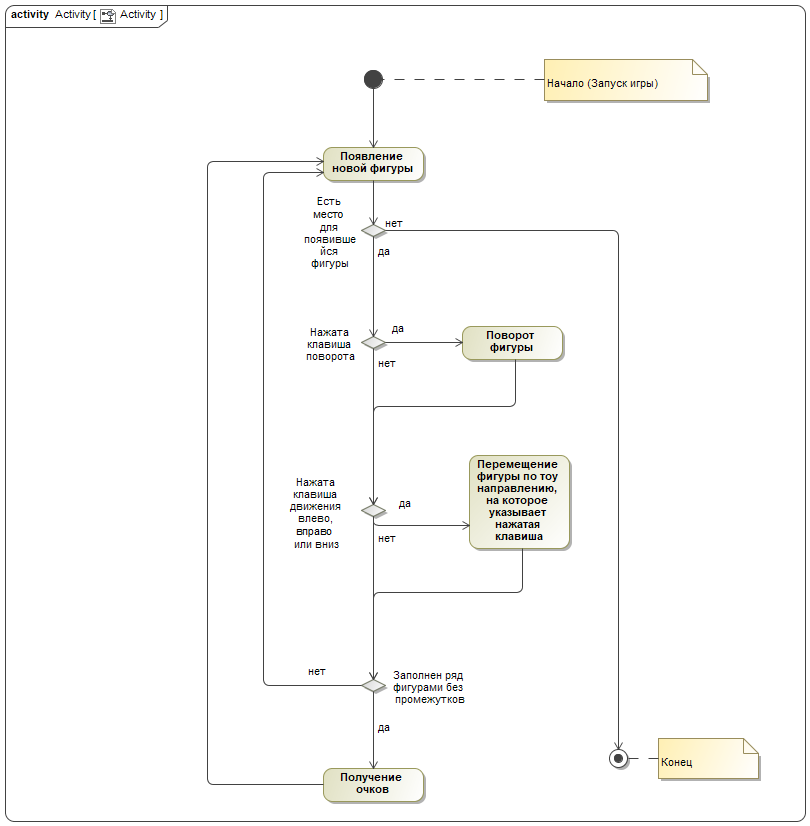 activity Activity [ Activity ]
Начало (Запуск игры)
Появление
новой фигуры
Есть
место
для
появивше
йся
фигуры
нет
да
Нажата
клавиша
поворота
да
Поворот
фигуры
нет
Нажата
клавиша
движения
влево,
вправо
или вниз
да
Перемещение
фигуры по тоу
направлению,
на которое
указывает
нажатая
клавиша
нет
нет
Заполнен ряд
фигурами без
промежутков
да
Получение
очков
Конец